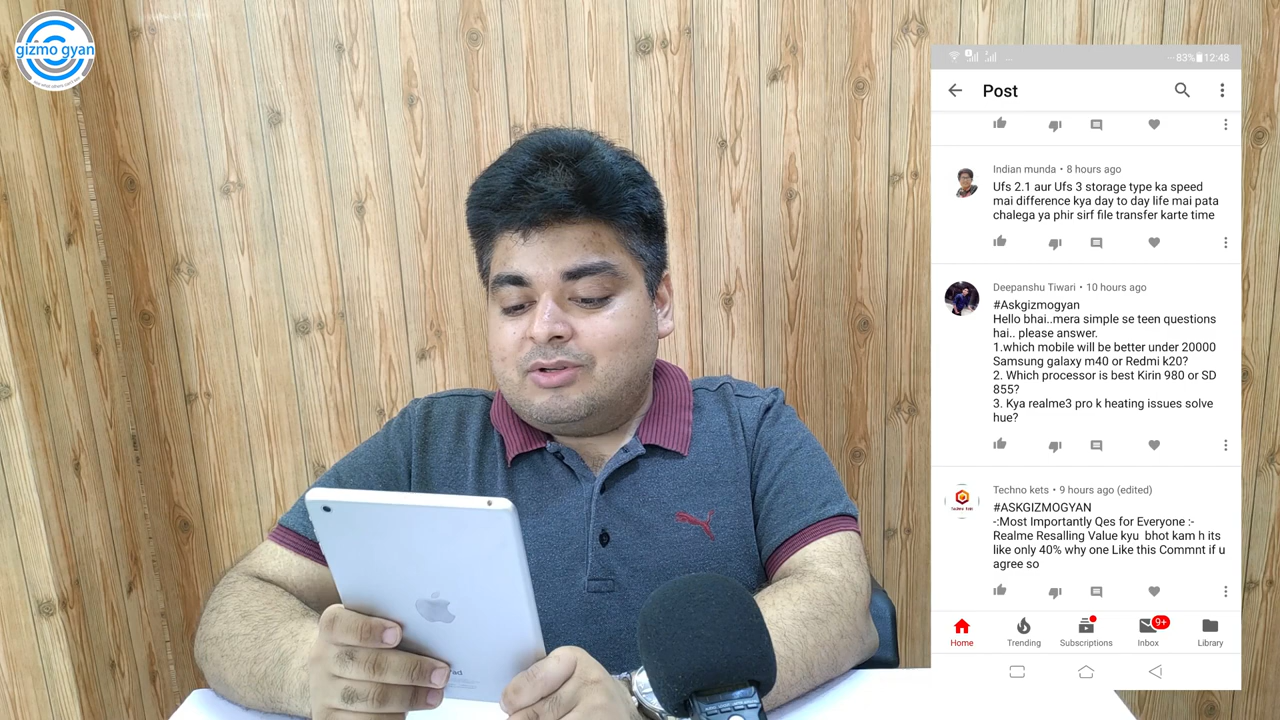 gizmo gyan
83% 12:48
Post
Indian munda • 8 hours ago
Ufs 2.1 aur Ufs 3 storage type ka speed
mai difference kya day to day life mai pata
chalega ya phir sirf file transfer karte time
Deepanshu Tiwari • 10 hours ago
#Askgizmogyan
Hello bhai..mera simple se teen questions
hai.. please answer.
1.which mobile will be better under 20000
Samsung galaxy m40 or Redmi k20?
2. Which processor is best Kirin 980 or SD
855?
3. Kya realme3 pro k heating issues solve
hue?
Techno kets • 9 hours ago (edited)
#ASKGIZMOGYAN
-:Most Importantly Qes for Everyone :-
Realme Resalling Value kyu bhot kam h its
like only 40% why one Like this Commnt if u
agree so
Home
Trending
Subscriptions
9+
Inbox
Library